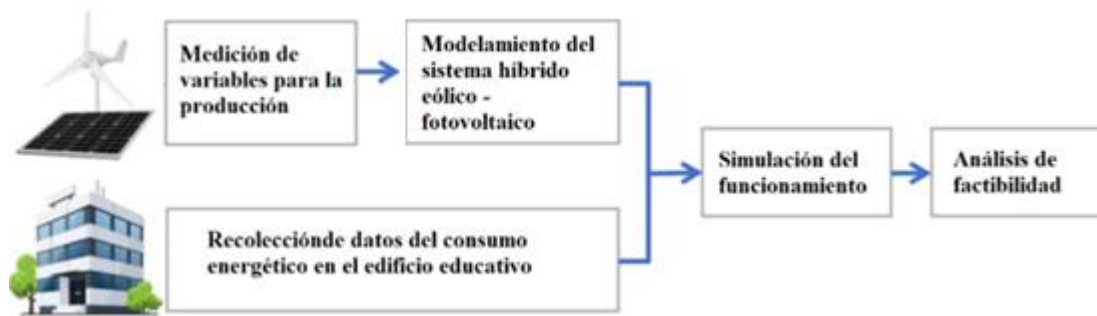 Medición de
variables para la
producción
Modelamiento del
sistema híbrido
eólico -
fotovoltaico
Simulación del
funcionamiento
Análisis de
factibilidad
Recolecciónde datos del consumo
energético en el edificio educativo